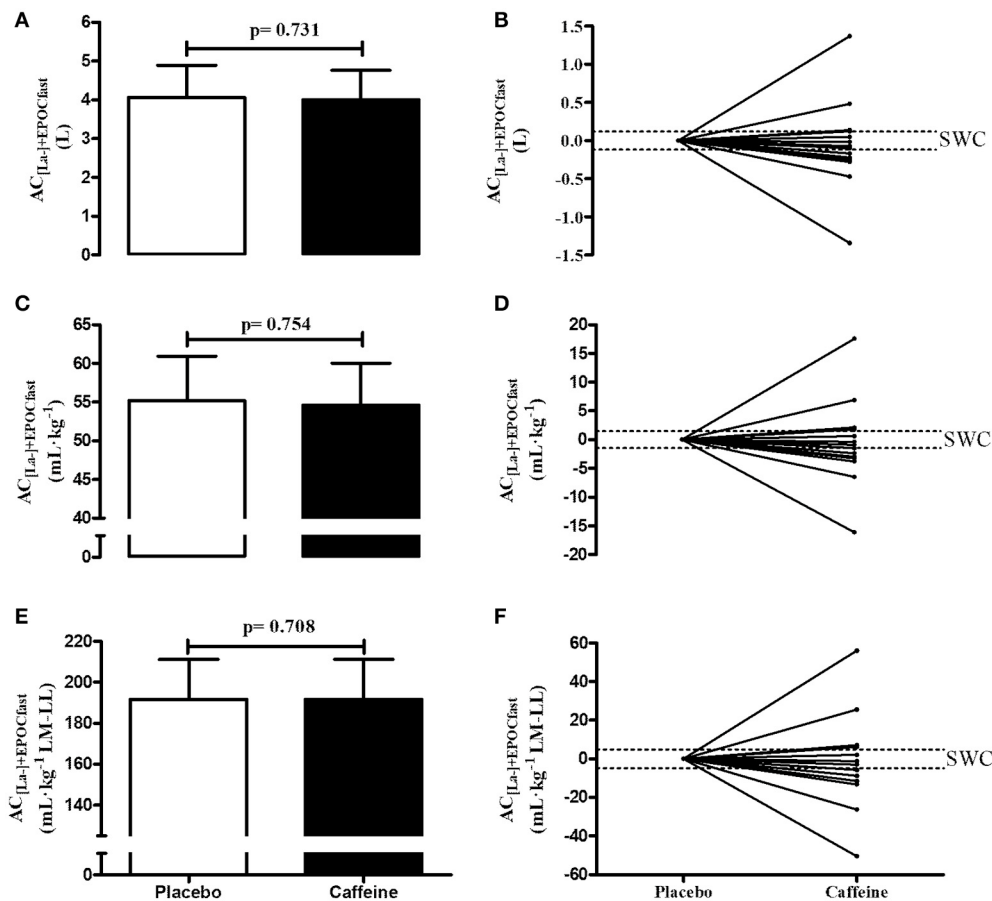 A
AC[La-]+EPOCfast
(L)
6
5
4
3
2
1
0
p= 0.731
B
AC[La-]+EPOCfast
(L)
1.5
1.0
0.5
0.0
-0.5
-1.0
-1.5
SWC
C
AC[La-]+EPOCfast
(mL·kg⁻¹)
65
60
55
50
45
40
0
p= 0.754
D
AC[La-]+EPOCfast
(mL·kg⁻¹)
20
15
10
5
0
-5
-10
-15
-20
SWC
E
AC[La-]+EPOCfast
(mL·kg⁻¹ LM-LL)
220
200
180
160
140
0
p= 0.708
Placebo
Caffeine
F
AC[La-]+EPOCfast
(mL·kg⁻¹ LM-LL)
60
40
20
0
-20
-40
-60
SWC
Placebo
Caffeine